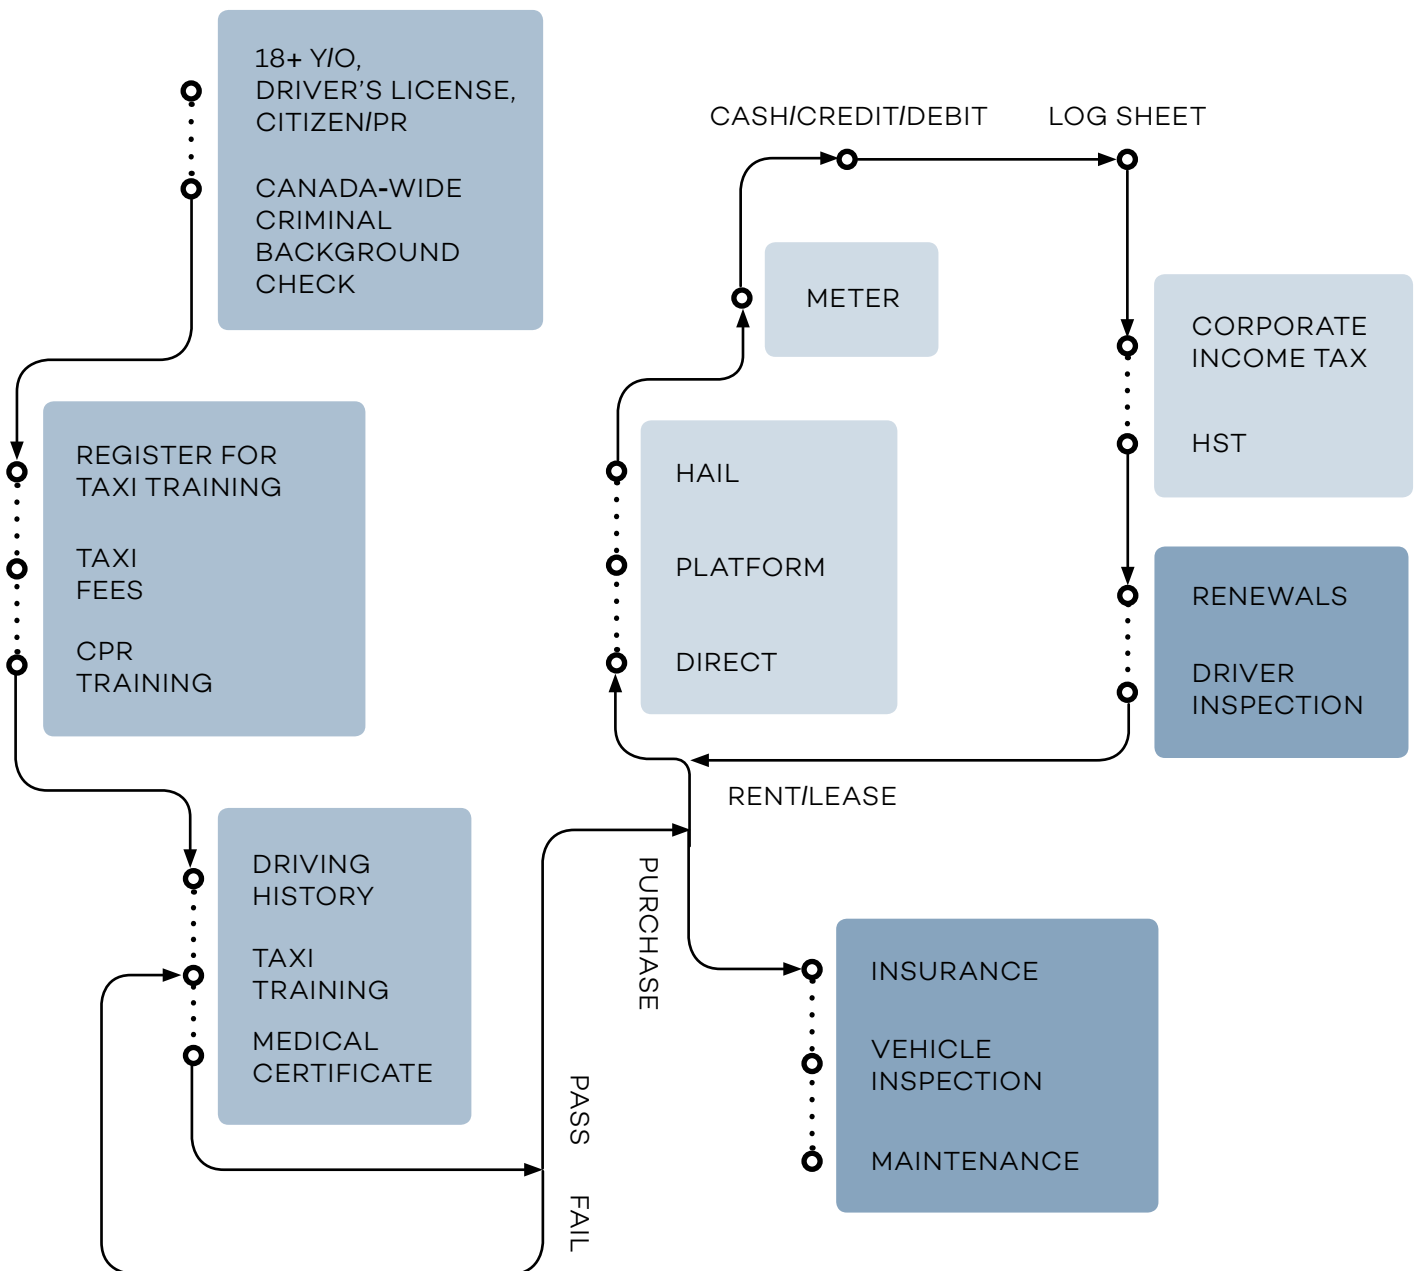 18+ Y/O,
DRIVER'S LICENSE,
CITIZEN/PR
CANADA-WIDE
CRIMINAL
BACKGROUND
CHECK
REGISTER FOR
TAXI TRAINING
TAXI
FEES
CPR
TRAINING
DRIVING
HISTORY
TAXI
TRAINING
MEDICAL
CERTIFICATE
PASS
FAIL
PURCHASE
RENT/LEASE
INSURANCE
VEHICLE
INSPECTION
MAINTENANCE
HAIL
PLATFORM
DIRECT
METER
CASH/CREDIT/DEBIT
LOG SHEET
CORPORATE
INCOME TAX
HST
RENEWALS
DRIVER
INSPECTION